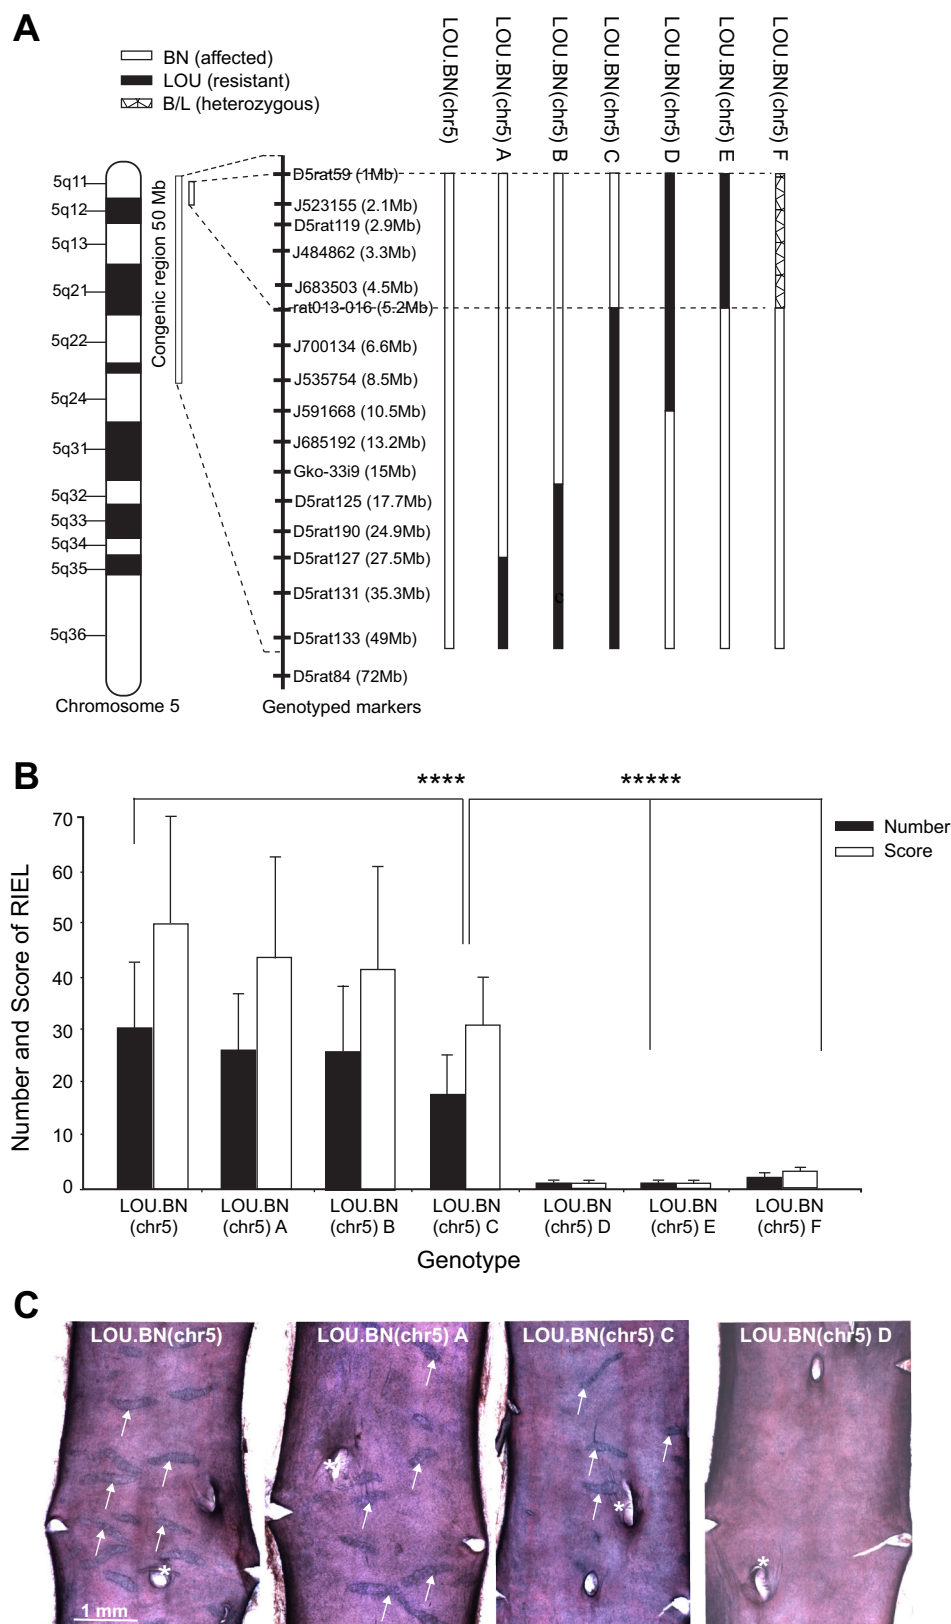 A
BN (affected)
LOU (resistant)
B/L (heterozygous)
LOU.BN(chr5)
LOU.BN(chr5) A
LOU.BN(chr5) B
LOU.BN(chr5) C
LOU.BN(chr5) D
LOU.BN(chr5) E
LOU.BN(chr5) F
5q11
5q12
5q13
5q21
5q22
5q24
5q31
5q32
5q33
5q34
5q35
5q36
Chromosome 5
Congenic region 50 Mb
D5rat59 (1Mb)
J523155 (2.1Mb)
D5rat119 (2.9Mb)
J484862 (3.3Mb)
J683503 (4.5Mb)
rat013-016 (5.2Mb)
J700134 (6.6Mb)
J535754 (8.5Mb)
J591668 (10.5Mb)
J685192 (13.2Mb)
Gko-33i9 (15Mb)
D5rat125 (17.7Mb)
D5rat190 (24.9Mb)
D5rat127 (27.5Mb)
D5rat131 (35.3Mb)
D5rat133 (49Mb)
D5rat84 (72Mb)
Genotyped markers
c
B
**** *****
Number
Score
Number and Score of RIEL
70
60
50
40
30
20
10
0
LOU.BN (chr5)
LOU.BN (chr5) A
LOU.BN (chr5) B
LOU.BN (chr5) C
LOU.BN (chr5) D
LOU.BN (chr5) E
LOU.BN (chr5) F
Genotype
C
LOU.BN(chr5)
LOU.BN(chr5) A
LOU.BN(chr5) C
LOU.BN(chr5) D
*
*
*
*
1 mm